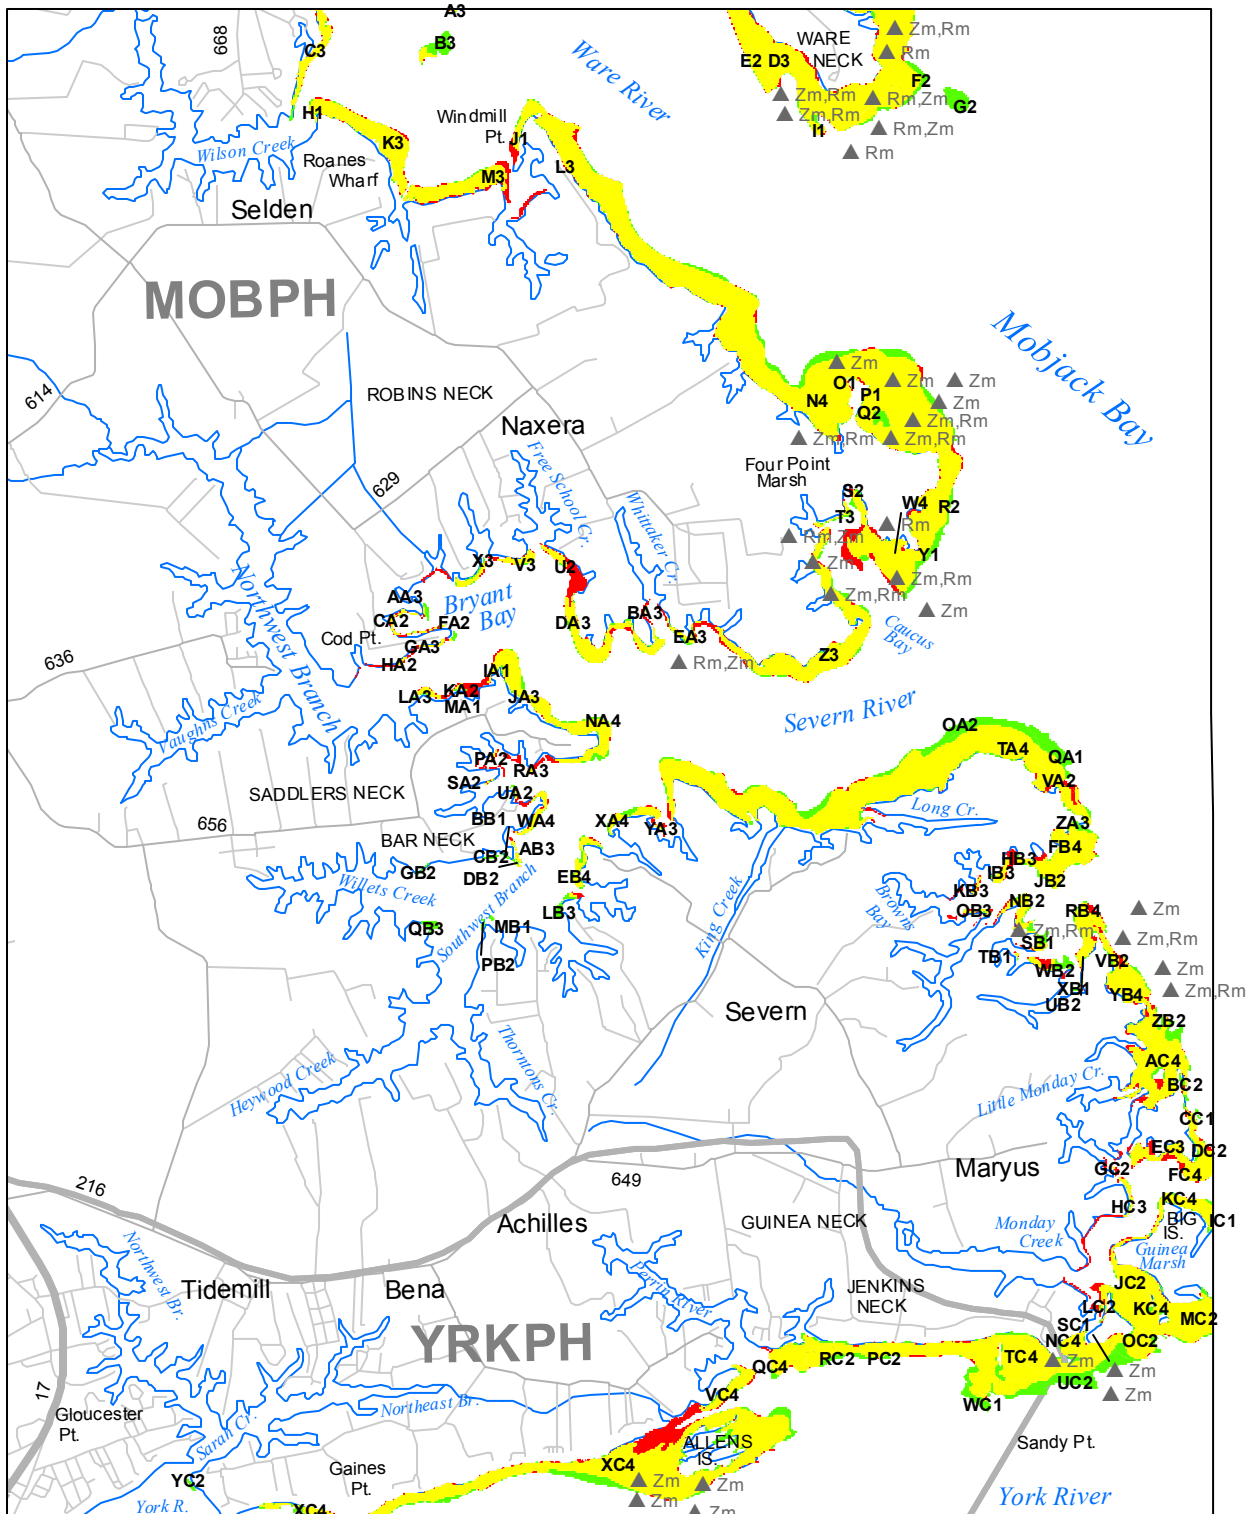 A3
668
C3
B3
Ware River
E2 D3
WARE
NECK
Zm,Rm
Rm
F2
G2
Zm,Rm
Rm,Zm
Zm,Rm
I1
Rm,Zm
Rm
H1
Windmill
Pt.
J1
K3
Wilson Creek
Roanes
Wharf
M3
L3
Selden
MOBPH
Mobjack Bay
614
ROBINS NECK
Naxera
Zm
O1
Zm
Zm
N4
P1
Q2
Zm
Zm,Rm
Zm,Rm
Zm,Rm
Free School Cr.
629
Four Point
Marsh
Whittaker Cr.
S2
W4
R2
T3
Rm
Rm,Zm
Y1
X3
V3
U2
Zm
Zm,Rm
Zm,Rm
Zm
Northwest Branch
AA3
Bryant
Bay
CA2
FA2
BA3
DA3
EA3
Caucus
Bay
Cod Pt.
GA3
HA2
Z3
Rm,Zm
636
IA1
KA2
LA3
MA1
JA3
Vaughns Creek
NA4
Severn River
OA2
TA4
QA1
PA2
RA3
SA2
UA2
VA2
SADDLERS NECK
656
BB1
WA4
XA4
YA3
Long Cr.
ZA3
BAR NECK
AB3
FB4
CB2
HB3
GB2
DB2
EB4
IB3
JB2
Willets Creek
Southwest Branch
KB3
NB2
Browns
Bay
LB3
OB3
RB4
Zm
QB3
MB1
King Creek
Zm,Rm
SB1
Zm,Rm
PB2
TB1
WB2
VB2
Zm
XB1
UB2
YB4
Zm,Rm
Severn
ZB2
Thorntons Cr.
Heywood Creek
AC4
Little Monday Cr.
BC2
CC1
EC3
DC2
Maryus
GC2
FC4
649
216
KC4
HC3
Achilles
GUINEA NECK
Monday
Creek
BIG
IS.
IC1
Northwest Br.
Guinea
Marsh
Perrin River
Tidemill
Bena
JENKINS
NECK
JC2
LC2
KC4
MC2
SC1
YRKPH
NC4
OC2
QC4
RC2
PC2
TC4
Zm
Zm
UC2
17
VC4
WC1
Zm
Northeast Br.
Gloucester
Pt.
Sarah Cr.
ALLENS
IS.
Sandy Pt.
Gaines
Pt.
XC4
YC2
Zm
Zm
York R.
XC4
Zm
Zm
York River